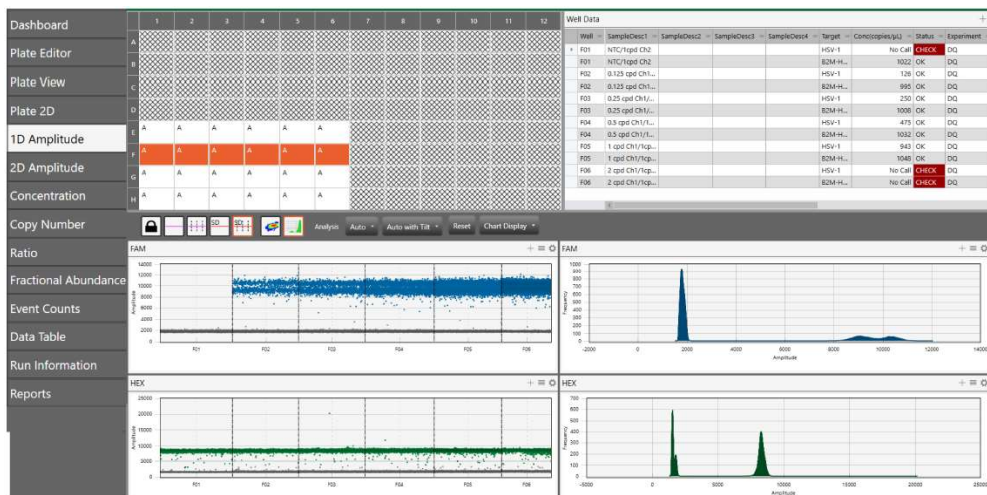 Dashboard
Plate Editor
Plate View
Plate 2D
1D Amplitude
2D Amplitude
Concentration
Copy Number
Ratio
Fractional Abundance
Event Counts
Data Table
Run Information
Reports
1 2 3 4 5 6 7 8 9 10 11 12
A
B
C
D
E A A A A A A
F A A A A A A
G A A A A A A
H A A A A A A
Well Data
Well SampleDesc1 SampleDesc2 SampleDesc3 SampleDesc4 Target Conc(copies/µL) Status Experiment
F01 NTC/1cpd Ch2 HSV-1 No Call CHECK DQ
F01 NTC/1cpd Ch2 B2M-H... 1022 OK DQ
F02 0.125 cpd Ch1... HSV-1 126 OK DQ
F02 0.125 cpd Ch1... B2M-H... 995 OK DQ
F03 0.25 cpd Ch1/... HSV-1 250 OK DQ
F03 0.25 cpd Ch1/... B2M-H... 1008 OK DQ
F04 0.5 cpd Ch1/1... HSV-1 475 OK DQ
F04 0.5 cpd Ch1/1... B2M-H... 1032 OK DQ
F05 1 cpd Ch1/1cp... HSV-1 943 OK DQ
F05 1 cpd Ch1/1cp... B2M-H... 1048 OK DQ
F06 2 cpd Ch1/1cp... HSV-1 No Call CHECK DQ
F06 2 cpd Ch1/1cp... B2M-H... No Call CHECK DQ
SD Analysis Auto Auto with Tilt Reset Chart Display
FAM
Amplitude
14000
12000
10000
8000
6000
4000
2000
0
F01 F02 F03 F04 F05 F06
FAM
Frequency
1000
900
800
700
600
500
400
300
200
100
0
-2000 0 2000 4000 6000 8000 10000 12000 14000
Amplitude
HEX
Amplitude
25000
20000
15000
10000
5000
0
F01 F02 F03 F04 F05 F06
HEX
Frequency
700
600
500
400
300
200
100
0
-5000 0 5000 10000 15000 20000 25000
Amplitude